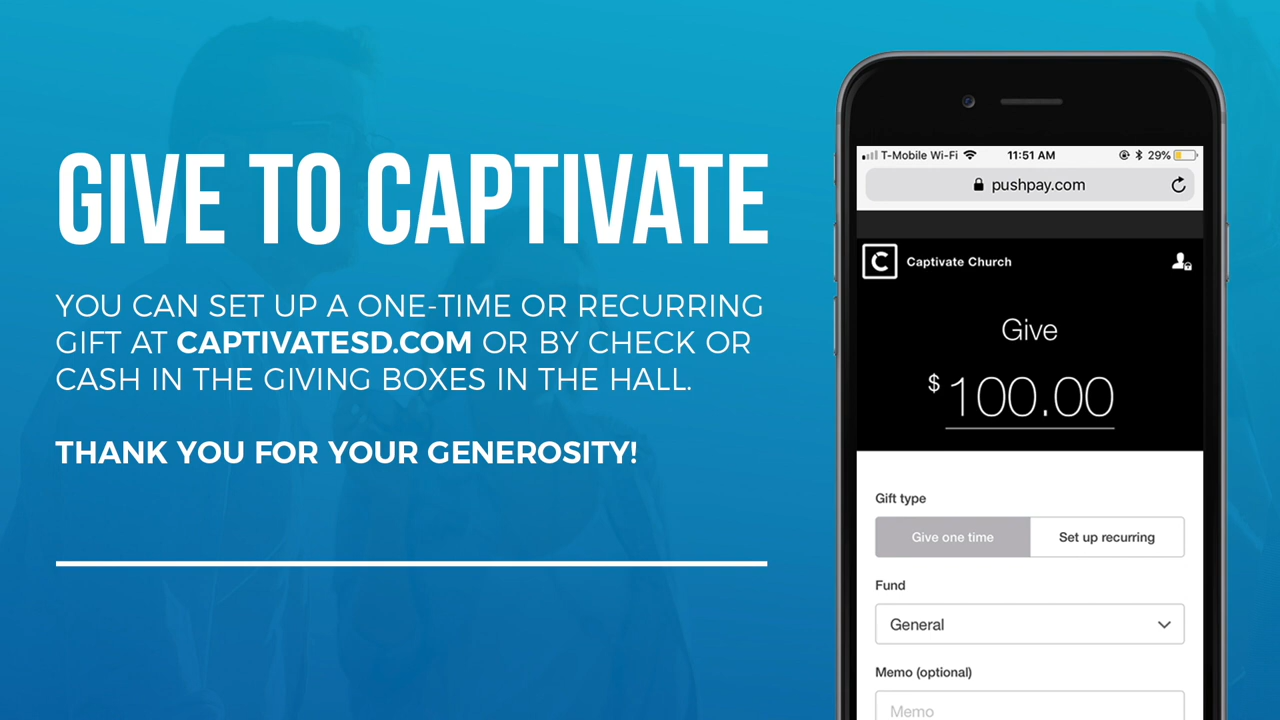 GIVE TO CAPTIVATE
YOU CAN SET UP A ONE-TIME OR RECURRING
GIFT AT CAPTIVATESD.COM OR BY CHECK OR
CASH IN THE GIVING BOXES IN THE HALL.
THANK YOU FOR YOUR GENEROSITY!
T-Mobile Wi-Fi 11:51 AM 29%
pushpay.com
C Captivate Church
Give
$100.00
Gift type
Give one time Set up recurring
Fund
General
Memo (optional)
Memo